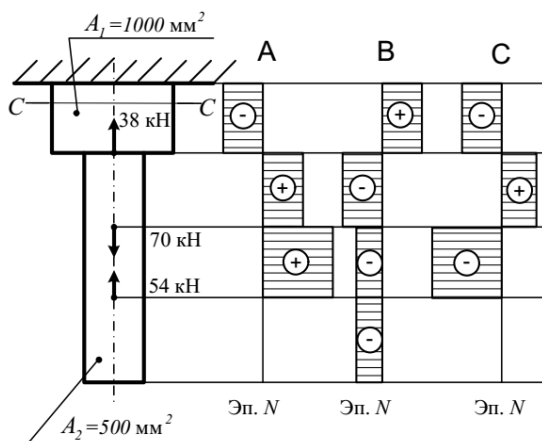 A₁=1000 мм²
A B C
C C
38 кН
- + -
+ - +
70 кН
+ - -
54 кН
-
A₂=500 мм²
Эп. N Эп. N Эп. N